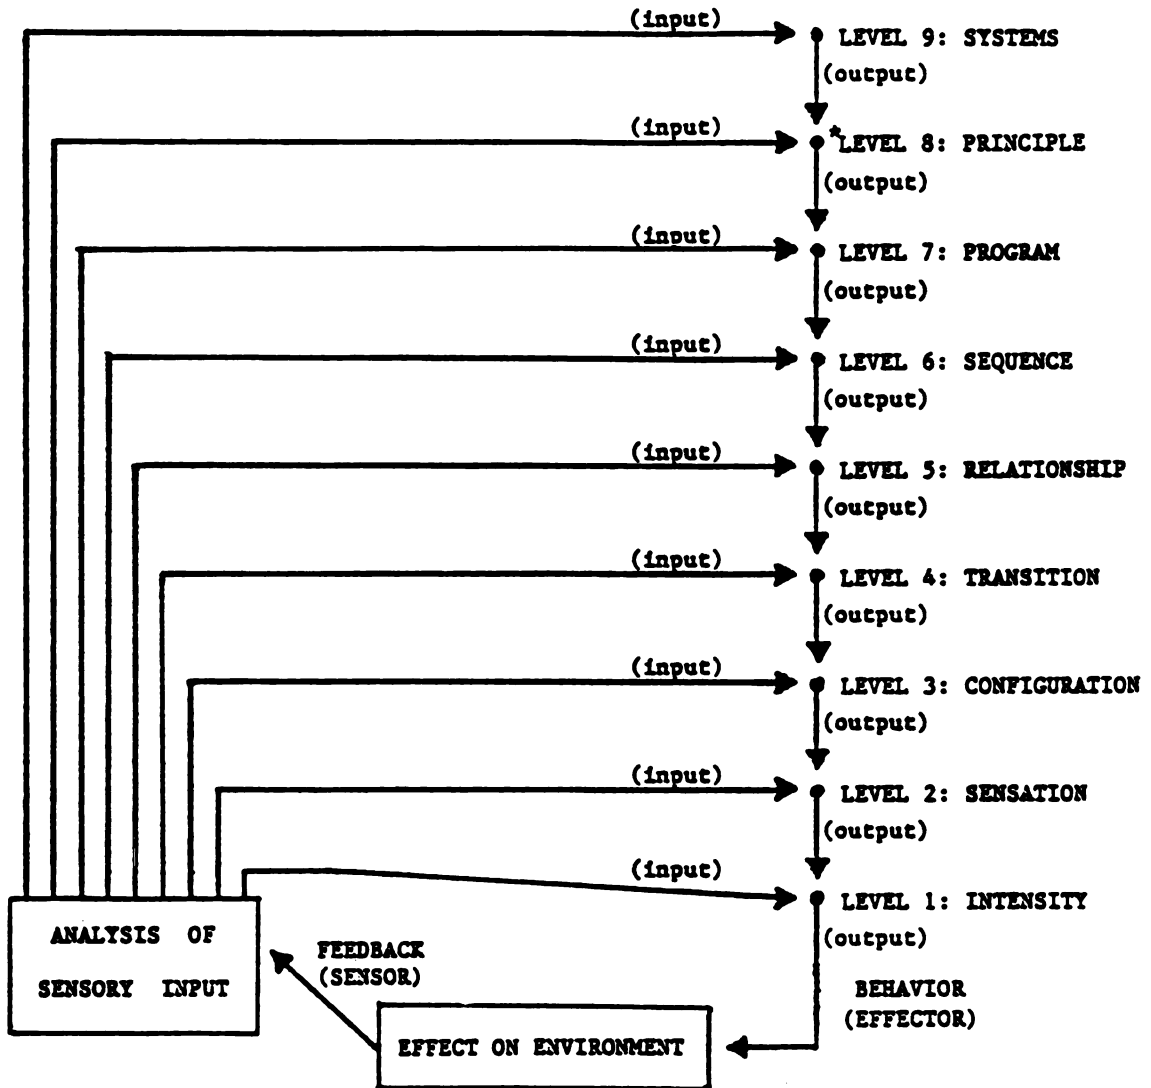 (input)
LEVEL 9: SYSTEMS
(output)
(input)
*LEVEL 8: PRINCIPLE
(output)
(input)
LEVEL 7: PROGRAM
(output)
(input)
LEVEL 6: SEQUENCE
(output)
(input)
LEVEL 5: RELATIONSHIP
(output)
(input)
LEVEL 4: TRANSITION
(output)
(input)
LEVEL 3: CONFIGURATION
(output)
(input)
LEVEL 2: SENSATION
(output)
(input)
LEVEL 1: INTENSITY
(output)
ANALYSIS OF
SENSORY INPUT
FEEDBACK
(SENSOR)
BEHAVIOR
(EFFECTOR)
EFFECT ON ENVIRONMENT